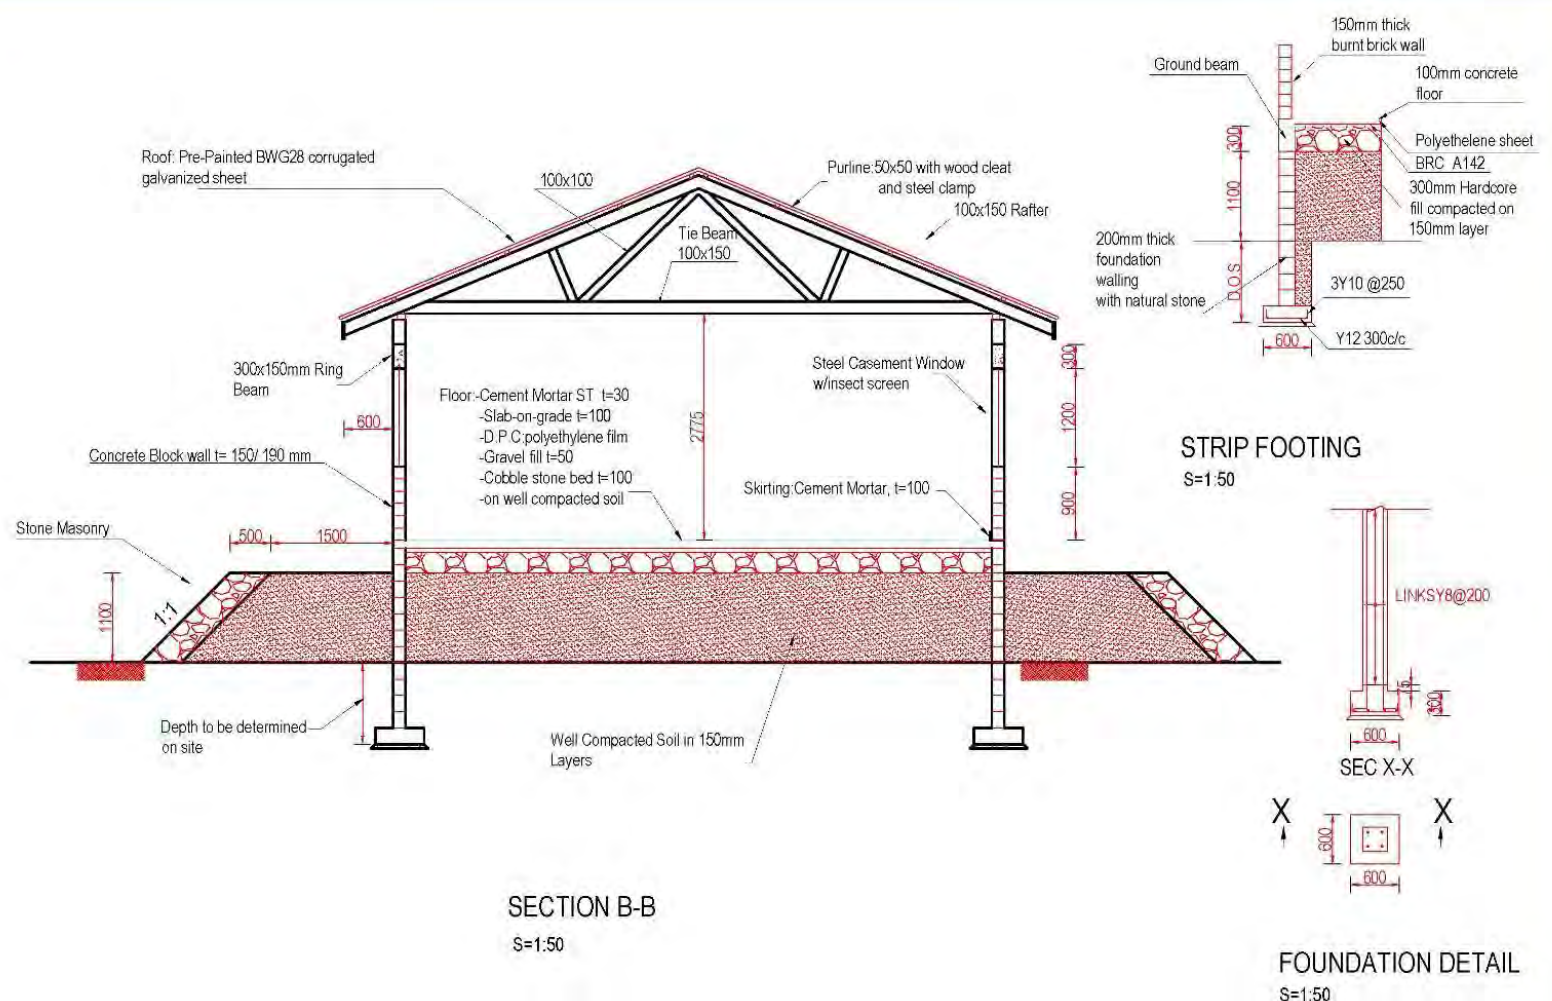 Roof: Pre-Painted BWG28 corrugated
galvanized sheet
100x100
Purline:50x50 with wood cleat
and steel clamp
100x150 Rafter
Tie Beam
100x150
300x150mm Ring
Beam
600
Floor:-Cement Mortar ST t=30
-Slab-on-grade t=100
-D.P.C:polyethylene film
-Gravel fill t=50
-Cobble stone bed t=100
-on well compacted soil
2775
Steel Casement Window
w/insect screen
300
1200
900
Concrete Block wall t= 150/ 190 mm
Skirting:Cement Mortar, t=100
Stone Masonry
500
1500
1100
1:1
Depth to be determined
on site
Well Compacted Soil in 150mm
Layers
SECTION B-B
S=1:50
150mm thick
burnt brick wall
Ground beam
100mm concrete
floor
300
Polyethelene sheet
BRC A142
1100
300mm Hardcore
fill compacted on
150mm layer
200mm thick
foundation
walling
with natural stone
D.O.S
3Y10 @250
600
Y12 300c/c
STRIP FOOTING
S=1:50
LINKSY8@200
75
300
600
SEC X-X
X
X
600
600
FOUNDATION DETAIL
S=1:50